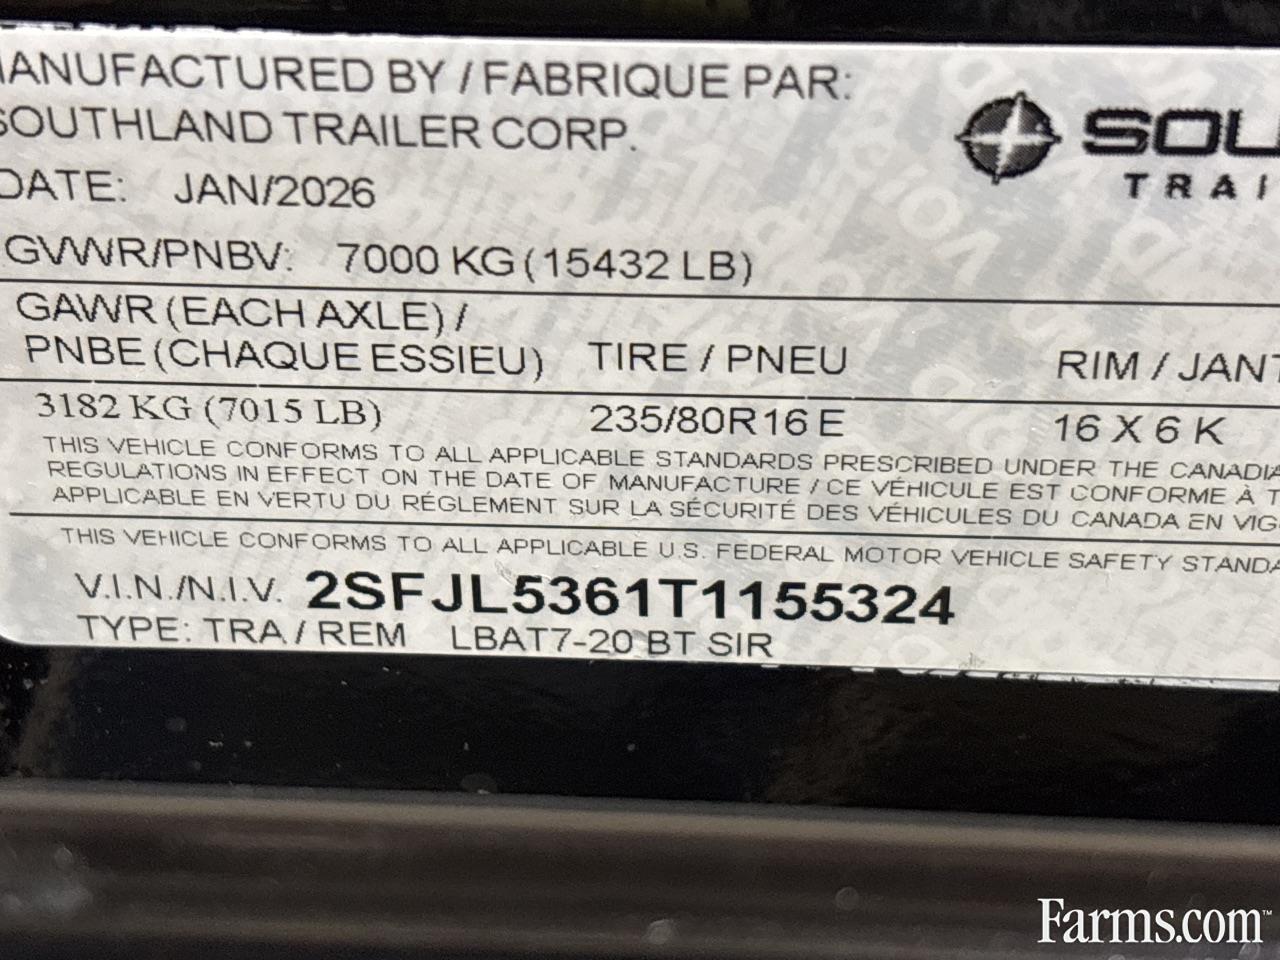 MANUFACTURED BY / FABRIQUE PAR:
SOUTHLAND TRAILER CORP.
SOU
TRAI
DATE: JAN/2026
GVWR/PNBV: 7000 KG (15432 LB)
GAWR (EACH AXLE) /
PNBE (CHAQUE ESSIEU) TIRE / PNEU RIM / JANT
3182 KG (7015 LB) 235/80R16 E 16 X 6 K
THIS VEHICLE CONFORMS TO ALL APPLICABLE STANDARDS PRESCRIBED UNDER THE CANADIA
REGULATIONS IN EFFECT ON THE DATE OF MANUFACTURE / CE VÉHICULE EST CONFORME À T
APPLICABLE EN VERTU DU RÉGLEMENT SUR LA SÉCURITÉ DES VÉHICULES DU CANADA EN VIG
THIS VEHICLE CONFORMS TO ALL APPLICABLE U.S. FEDERAL MOTOR VEHICLE SAFETY STANDA
V.I.N./N.I.V. 2SFJL5361T1155324
TYPE: TRA / REM LBAT7-20 BT SIR
Farms.com™